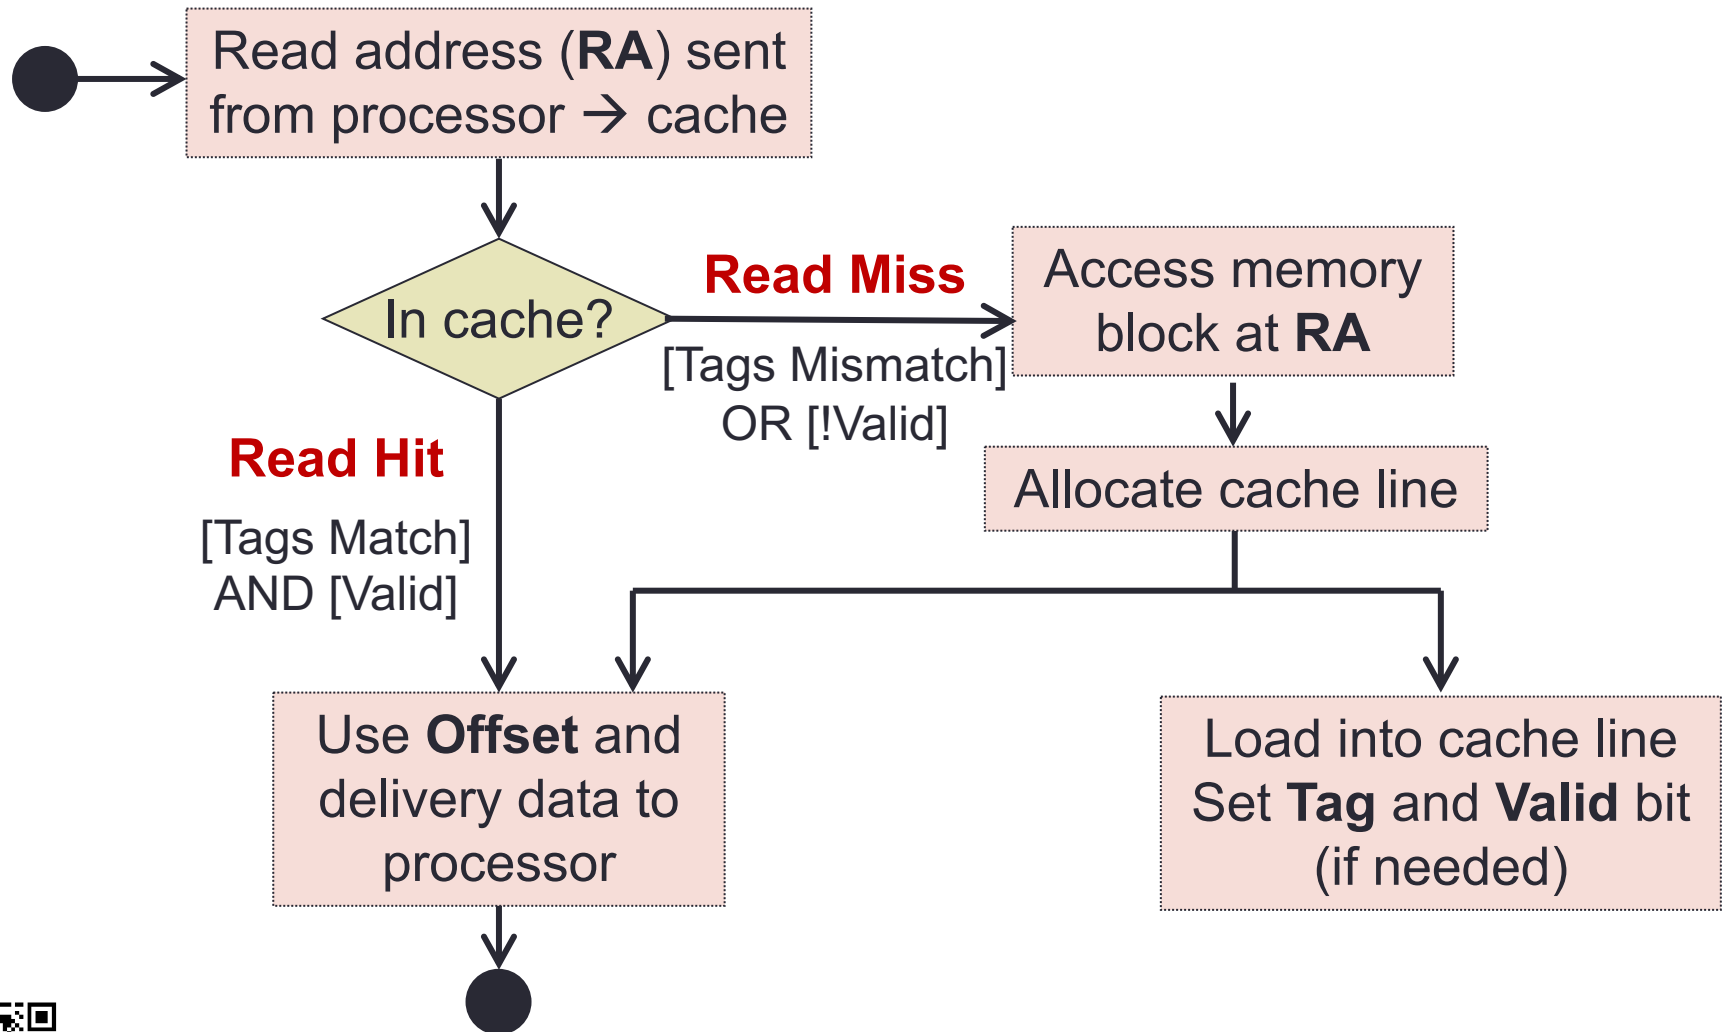 Read address (RA) sent
from processor → cache
In cache?
Read Miss
[Tags Mismatch]
OR [!Valid]
Access memory
block at RA
Allocate cache line
Read Hit
[Tags Match]
AND [Valid]
Use Offset and
delivery data to
processor
Load into cache line
Set Tag and Valid bit
(if needed)